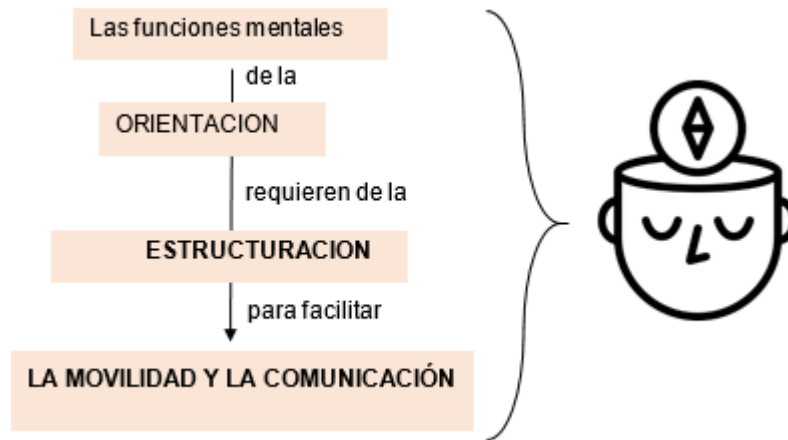 Las funciones mentales
de la
ORIENTACION
requieren de la
ESTRUCTURACION
para facilitar
LA MOVILIDAD Y LA COMUNICACIÓN